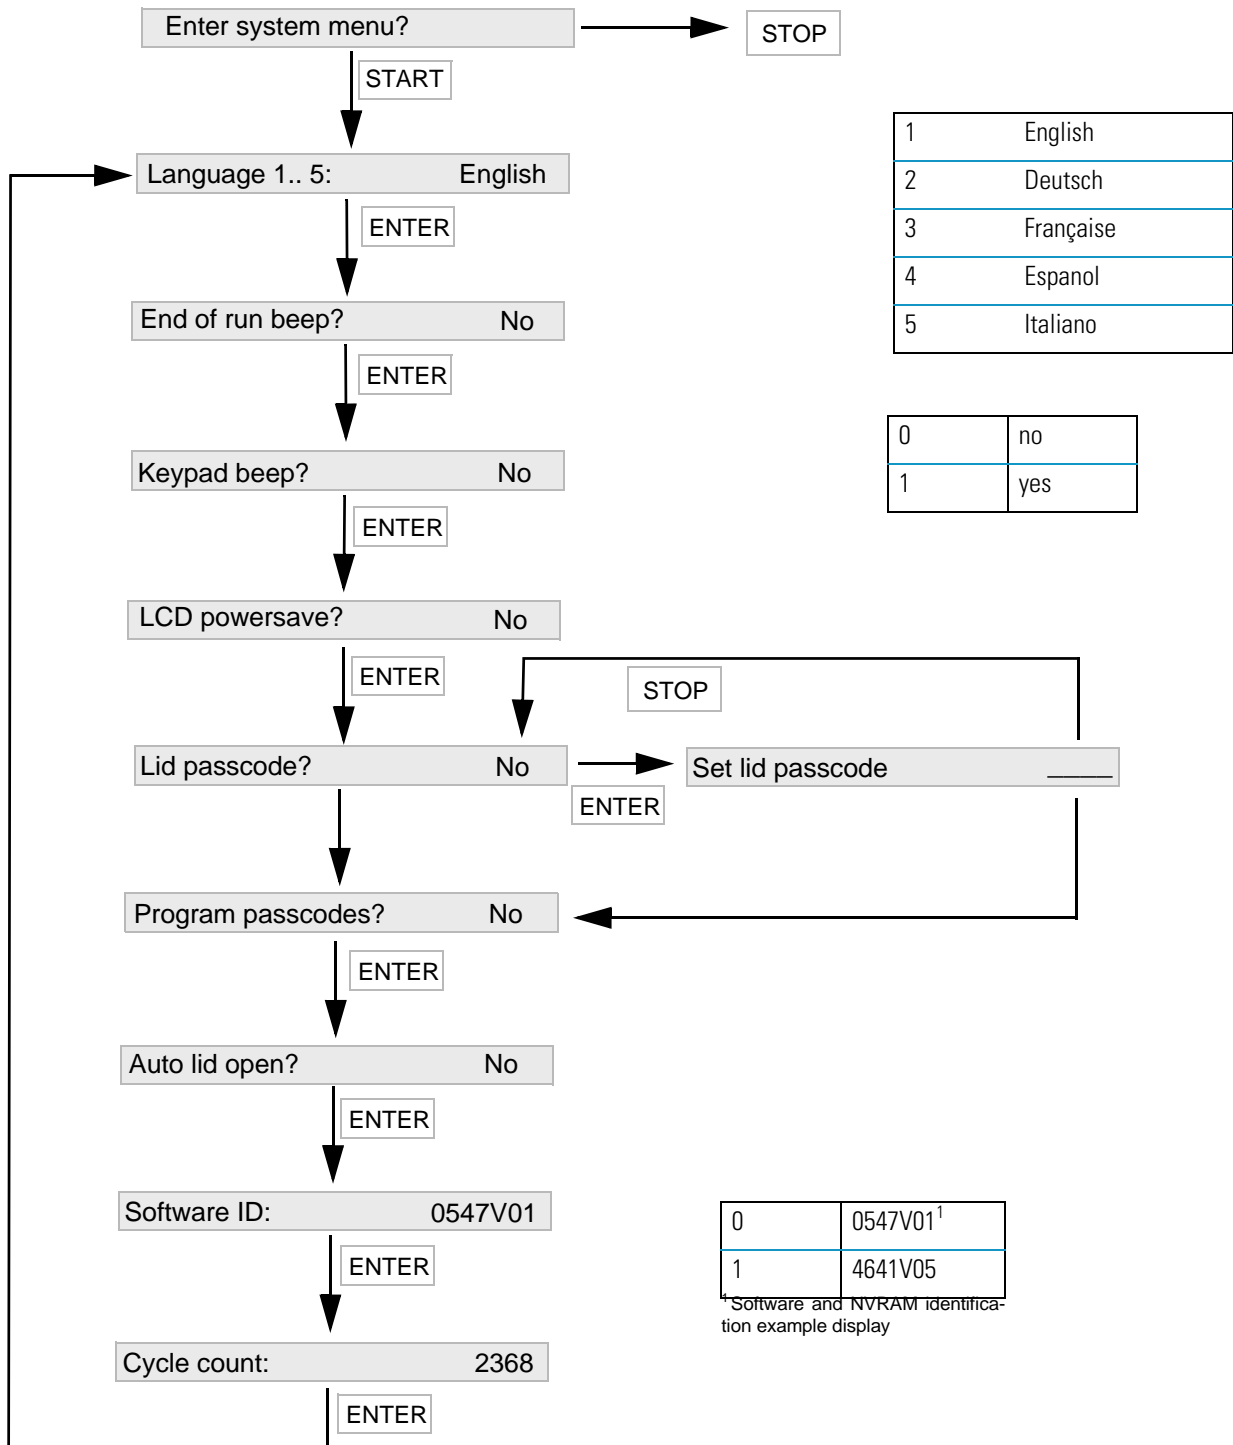 Enter system menu?
STOP
START
Language 1.. 5: English
ENTER
End of run beep? No
ENTER
Keypad beep? No
ENTER
LCD powersave? No
ENTER
STOP
Lid passcode? No
ENTER
Set lid passcode ____
Program passcodes? No
ENTER
Auto lid open? No
ENTER
Software ID: 0547V01
ENTER
Cycle count: 2368
ENTER
1 English
2 Deutsch
3 Française
4 Espanol
5 Italiano
0 no
1 yes
0 0547V01¹
1 4641V05
¹Software and NVRAM identifica-
tion example display